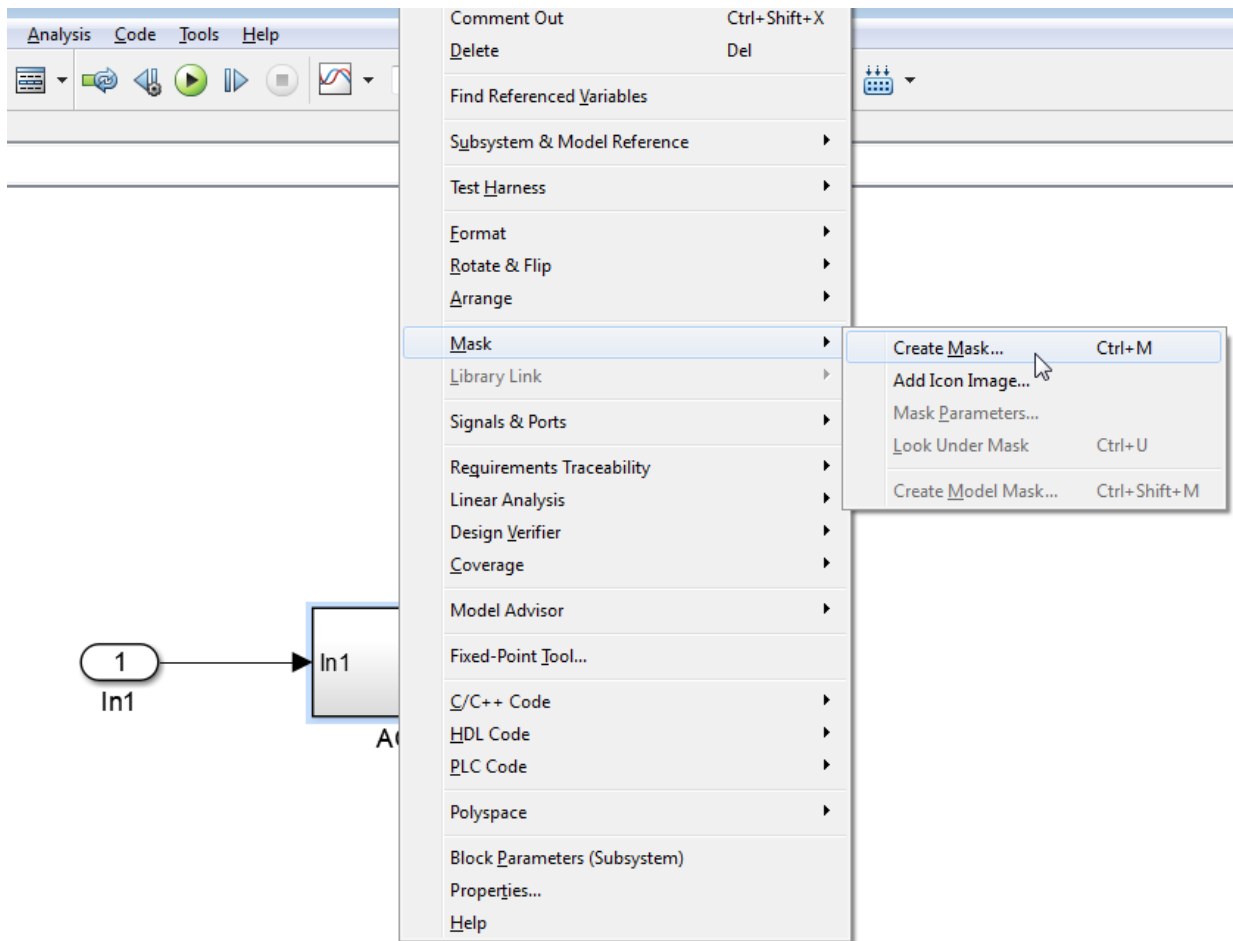 Analysis Code Tools Help
Comment Out Ctrl+Shift+X
Delete Del
Find Referenced Variables
Subsystem & Model Reference
Test Harness
Format
Rotate & Flip
Arrange
Mask
Library Link
Signals & Ports
Requirements Traceability
Linear Analysis
Design Verifier
Coverage
Model Advisor
Fixed-Point Tool...
C/C++ Code
HDL Code
PLC Code
Polyspace
Block Parameters (Subsystem)
Properties...
Help
Create Mask... Ctrl+M
Add Icon Image...
Mask Parameters...
Look Under Mask Ctrl+U
Create Model Mask... Ctrl+Shift+M
1
In1
In1